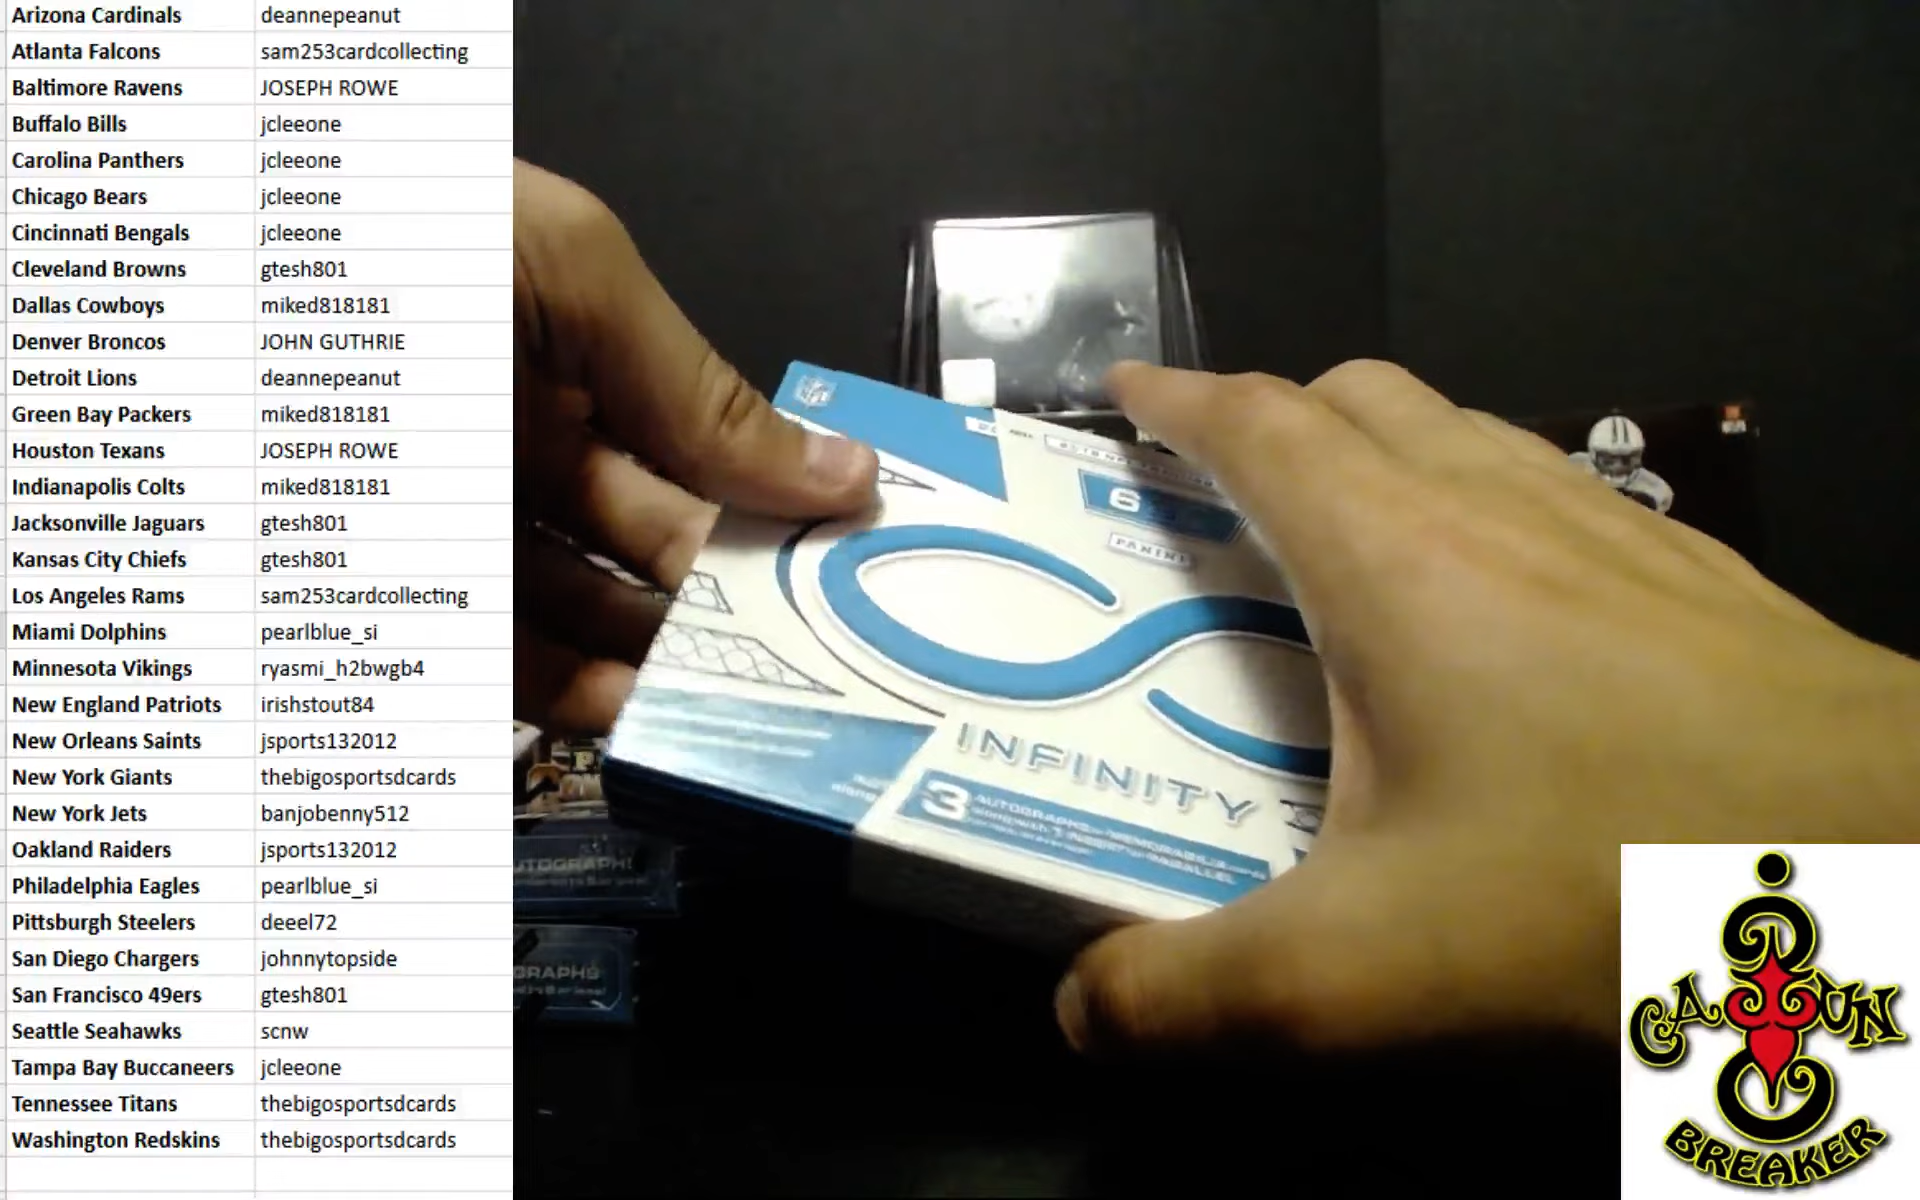 Arizona Cardinals deannepeanut
Atlanta Falcons sam253cardcollecting
Baltimore Ravens JOSEPH ROWE
Buffalo Bills jcleeone
Carolina Panthers jcleeone
Chicago Bears jcleeone
Cincinnati Bengals jcleeone
Cleveland Browns gtesh801
Dallas Cowboys miked818181
Denver Broncos JOHN GUTHRIE
Detroit Lions deannepeanut
Green Bay Packers miked818181
Houston Texans JOSEPH ROWE
Indianapolis Colts miked818181
Jacksonville Jaguars gtesh801
Kansas City Chiefs gtesh801
Los Angeles Rams sam253cardcollecting
Miami Dolphins pearlblue_si
Minnesota Vikings ryasmi_h2bwgb4
New England Patriots irishstout84
New Orleans Saints jsports132012
New York Giants thebigosportsdcards
New York Jets banjobenny512
Oakland Raiders jsports132012
Philadelphia Eagles pearlblue_si
Pittsburgh Steelers deeel72
San Diego Chargers johnnytopside
San Francisco 49ers gtesh801
Seattle Seahawks scnw
Tampa Bay Buccaneers jcleeone
Tennessee Titans thebigosportsdcards
Washington Redskins thebigosportsdcards
NFL
6
PANINI
INFINITY
3 AUTOGRAPHS
PARALLEL
UTOGRAPH!
GRAPHS
CAJUN
BREAKER